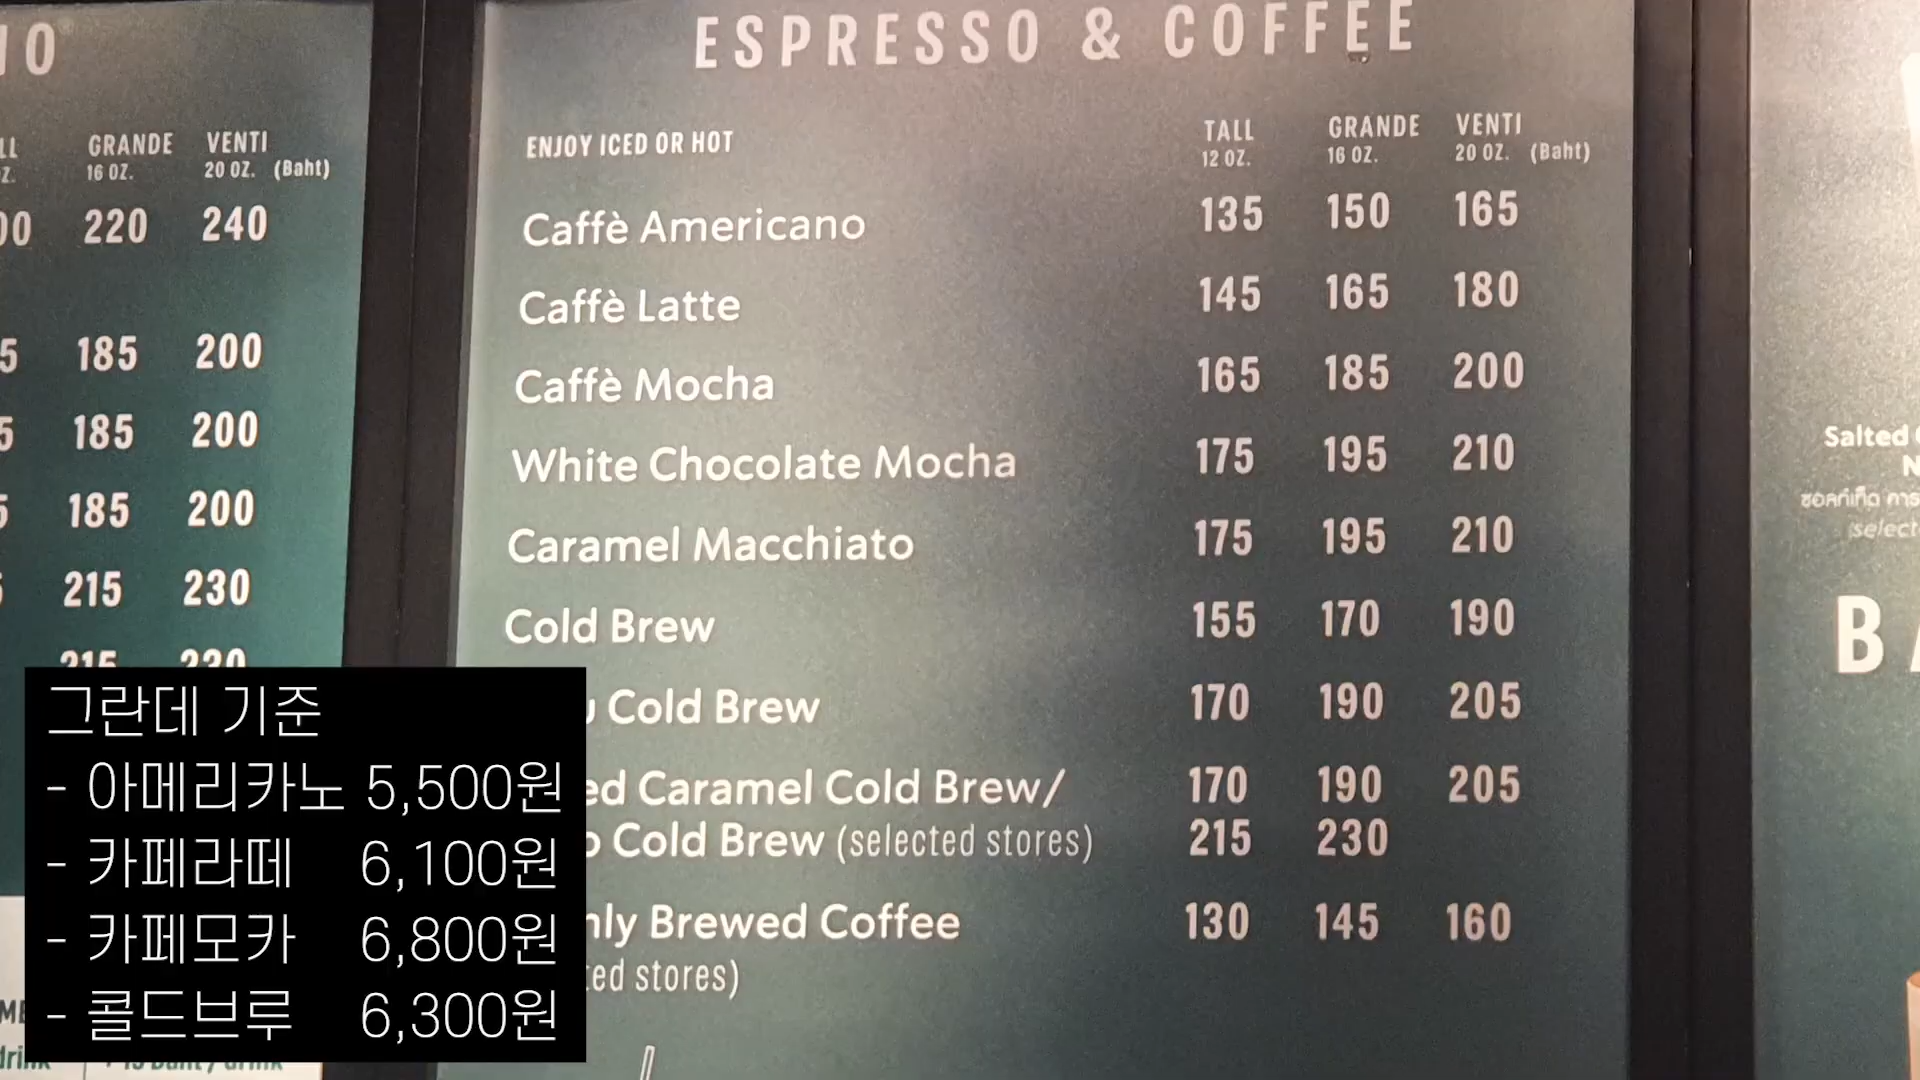 GRANDE VENTI
16 OZ. 20 OZ. (Baht)
220 240
185 200
185 200
185 200
215 230
215 230
ESPRESSO & COFFEE
ENJOY ICED OR HOT
TALL GRANDE VENTI
12 OZ. 16 OZ. 20 OZ. (Baht)
Caffè Americano 135 150 165
Caffè Latte 145 165 180
Caffè Mocha 165 185 200
White Chocolate Mocha 175 195 210
Caramel Macchiato 175 195 210
Cold Brew 155 170 190
Cold Brew 170 190 205
Caramel Cold Brew/ 170 190 205
Cold Brew (selected stores) 215 230
Brewed Coffee 130 145 160
stores)
Salted
B
그란데 기준
- 아메리카노 5,500원
- 카페라떼 6,100원
- 카페모카 6,800원
- 콜드브루 6,300원